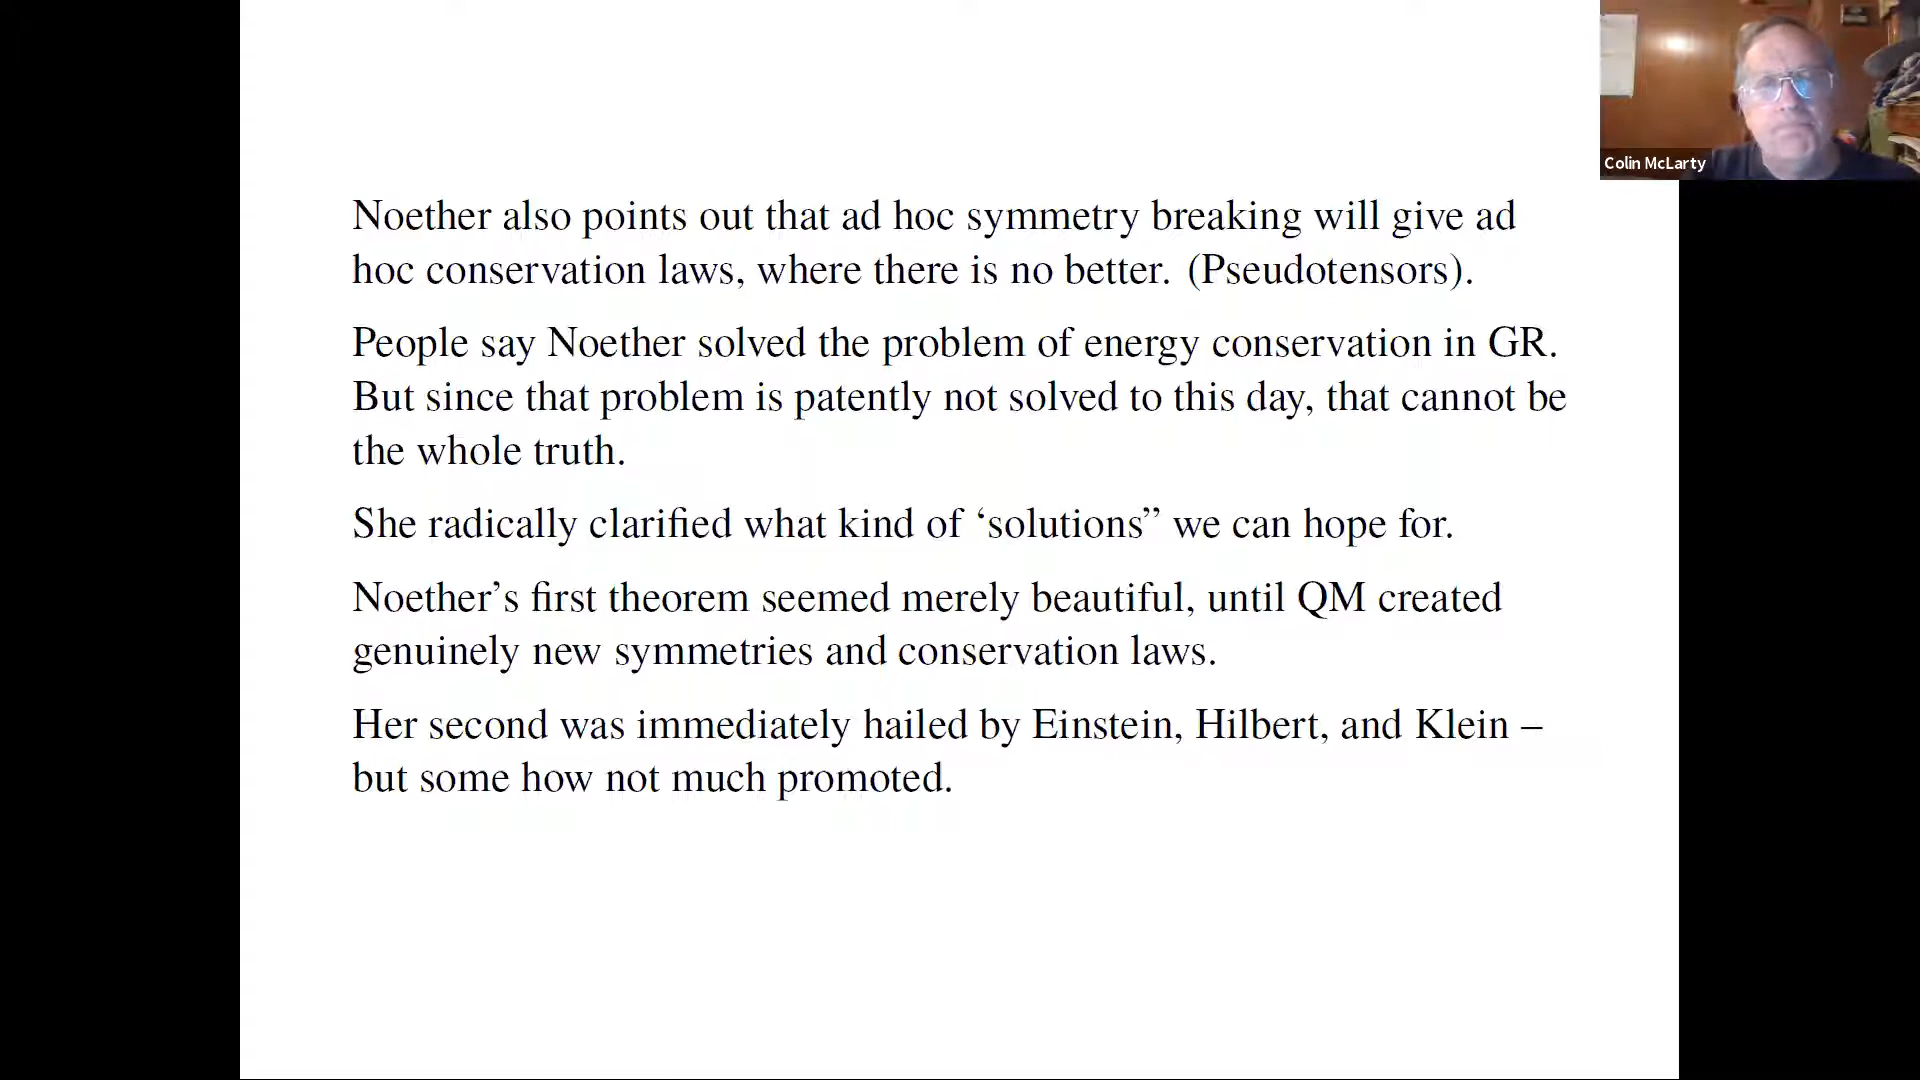 Colin McLarty
Noether also points out that ad hoc symmetry breaking will give ad
hoc conservation laws, where there is no better. (Pseudotensors).
People say Noether solved the problem of energy conservation in GR.
But since that problem is patently not solved to this day, that cannot be
the whole truth.
She radically clarified what kind of ‘solutions” we can hope for.
Noether’s first theorem seemed merely beautiful, until QM created
genuinely new symmetries and conservation laws.
Her second was immediately hailed by Einstein, Hilbert, and Klein –
but some how not much promoted.